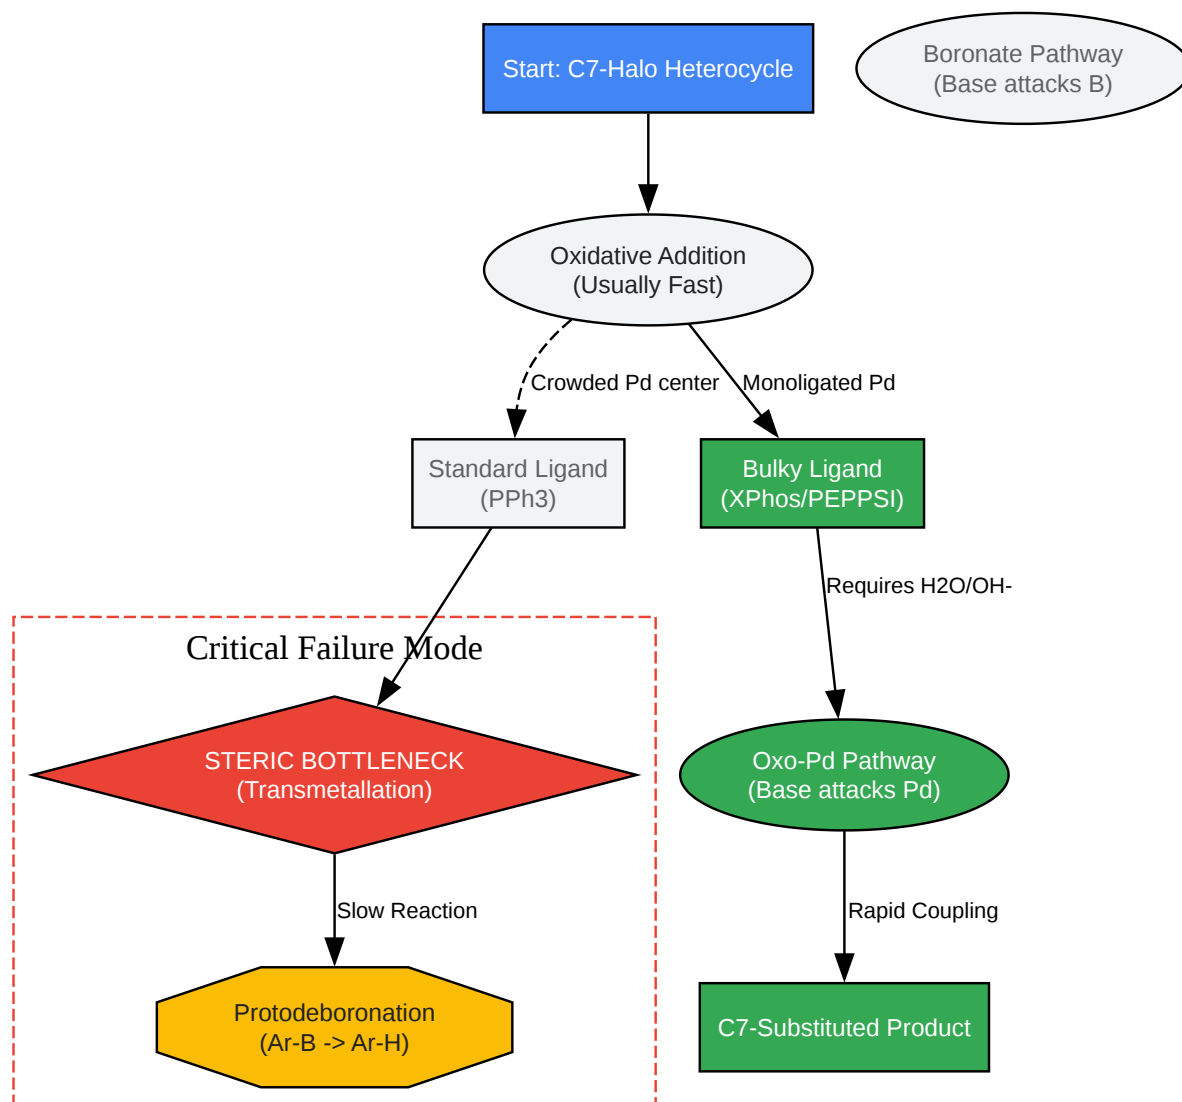 Start: C7-Halo Heterocycle
Boronate Pathway
(Base attacks B)
Oxidative Addition
(Usually Fast)
Crowded Pd center
Monoligated Pd
Standard Ligand
(PPh3)
Bulky Ligand
(XPhos/PEPPSI)
Requires H2O/OH-
Critical Failure Mode
STERIC BOTTLENECK
(Transmetallation)
Oxo-Pd Pathway
(Base attacks Pd)
Slow Reaction
Rapid Coupling
Protodeboronation
(Ar-B -> Ar-H)
C7-Substituted Product